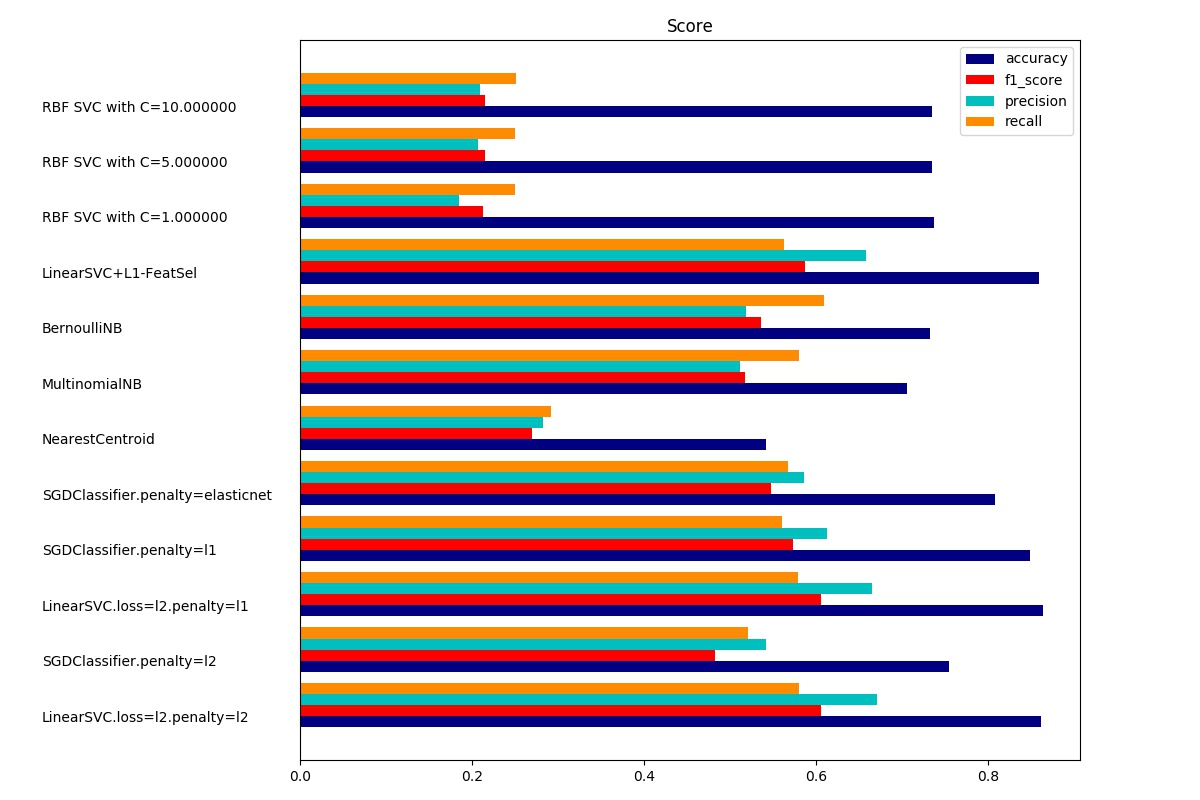 Score
accuracy
f1_score
precision
recall
RBF SVC with C=10.000000
RBF SVC with C=5.000000
RBF SVC with C=1.000000
LinearSVC+L1-FeatSel
BernoulliNB
MultinomialNB
NearestCentroid
SGDClassifier.penalty=elasticnet
SGDClassifier.penalty=l1
LinearSVC.loss=l2.penalty=l1
SGDClassifier.penalty=l2
LinearSVC.loss=l2.penalty=l2
0.0 0.2 0.4 0.6 0.8